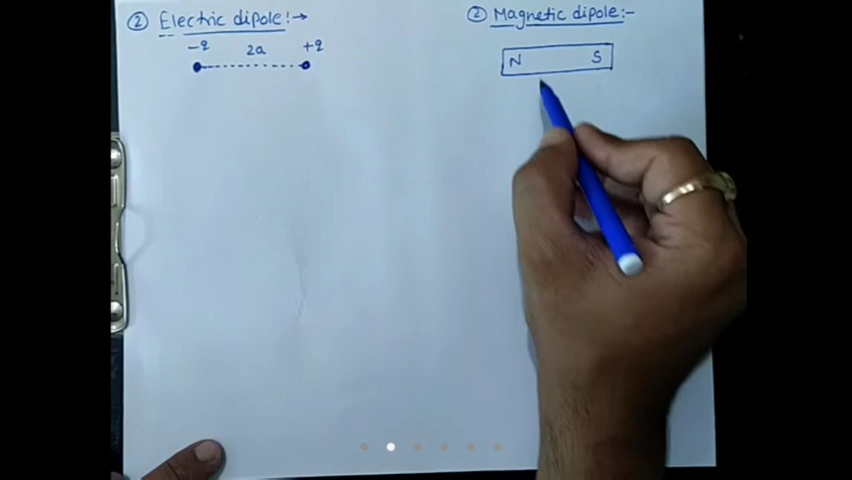 ② Electric dipole!→
-q 2a +q
② Magnetic dipole:-
N S